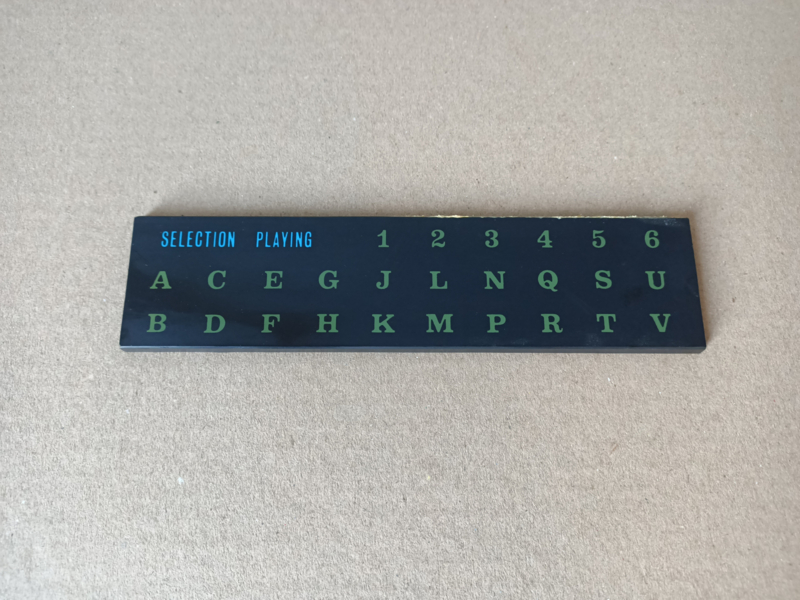 SELECTION PLAYING 1 2 3 4 5 6
A C E G J L N Q S U
B D F H K M P R T V